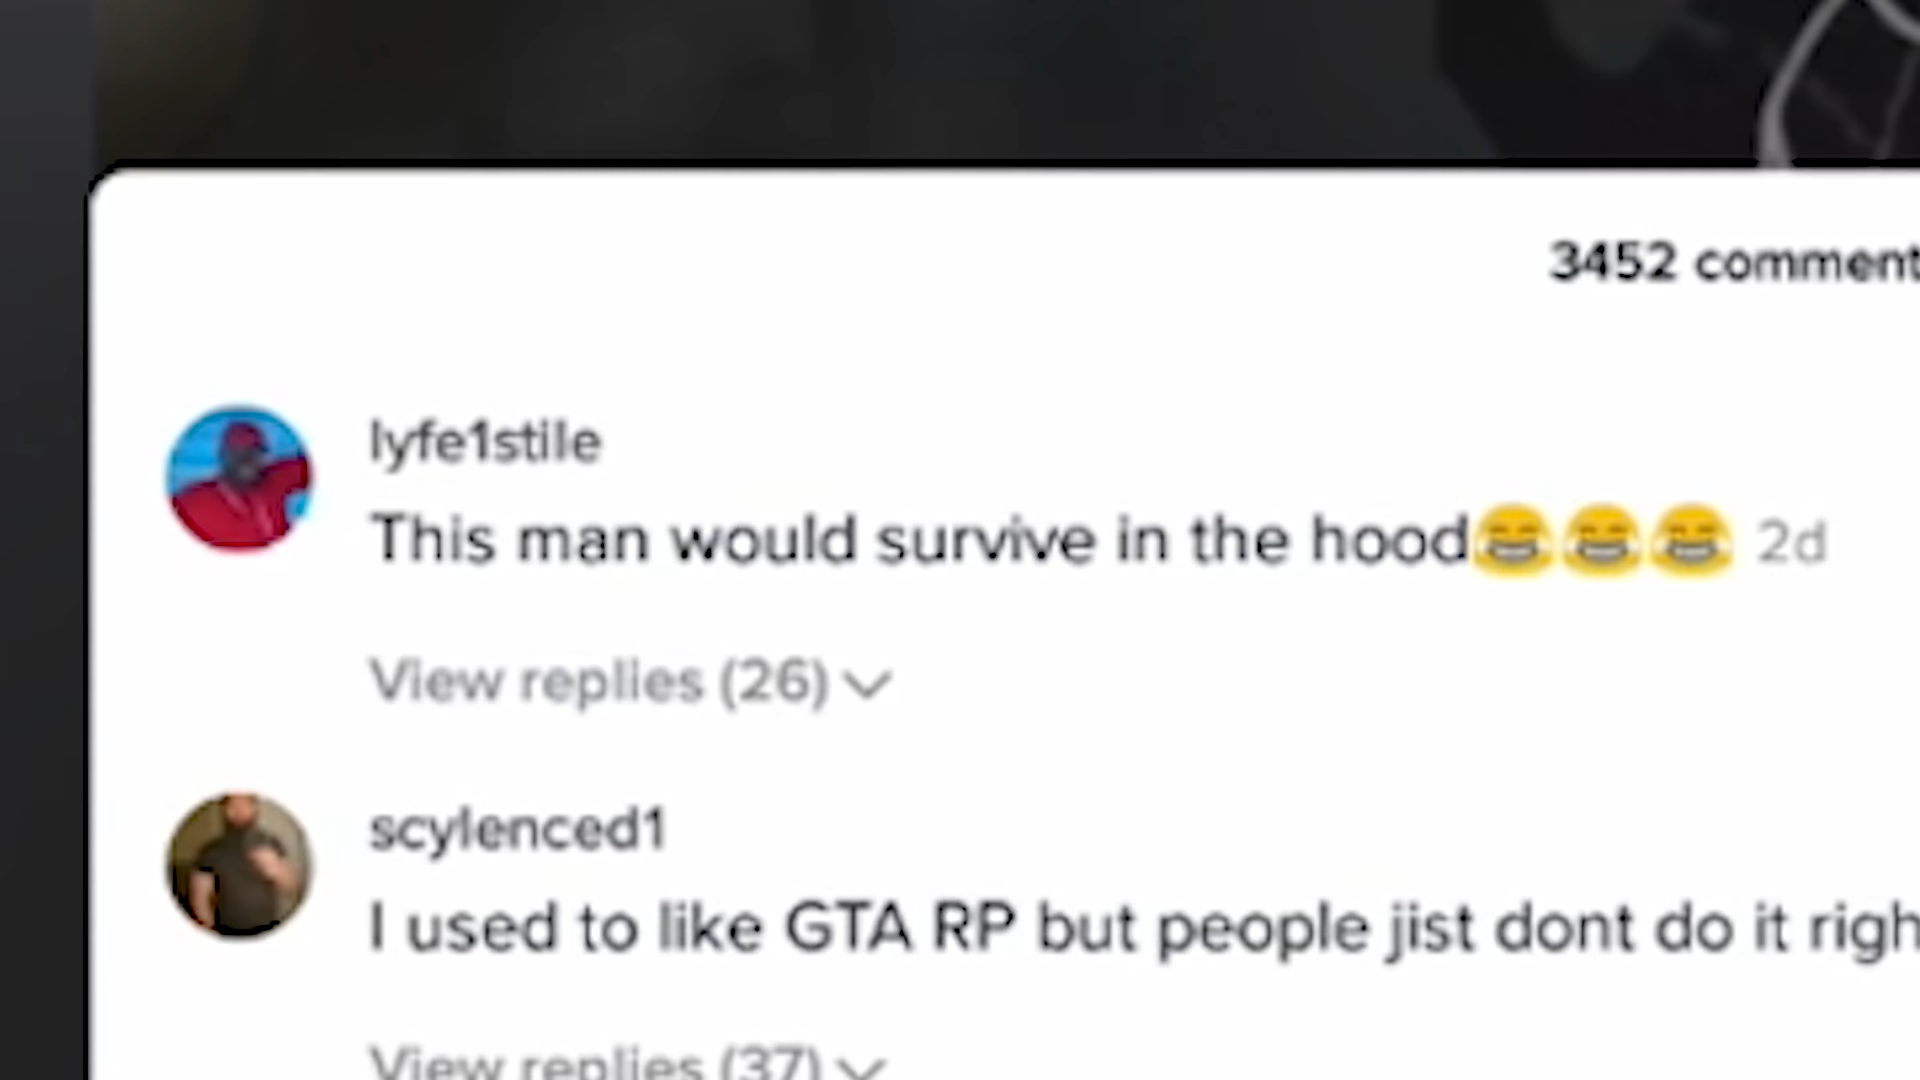 3452 comment
lyfe1stile
This man would survive in the hood😂😂😂 2d
View replies (26)
scylenced1
I used to like GTA RP but people jist dont do it righ
View replies (37)